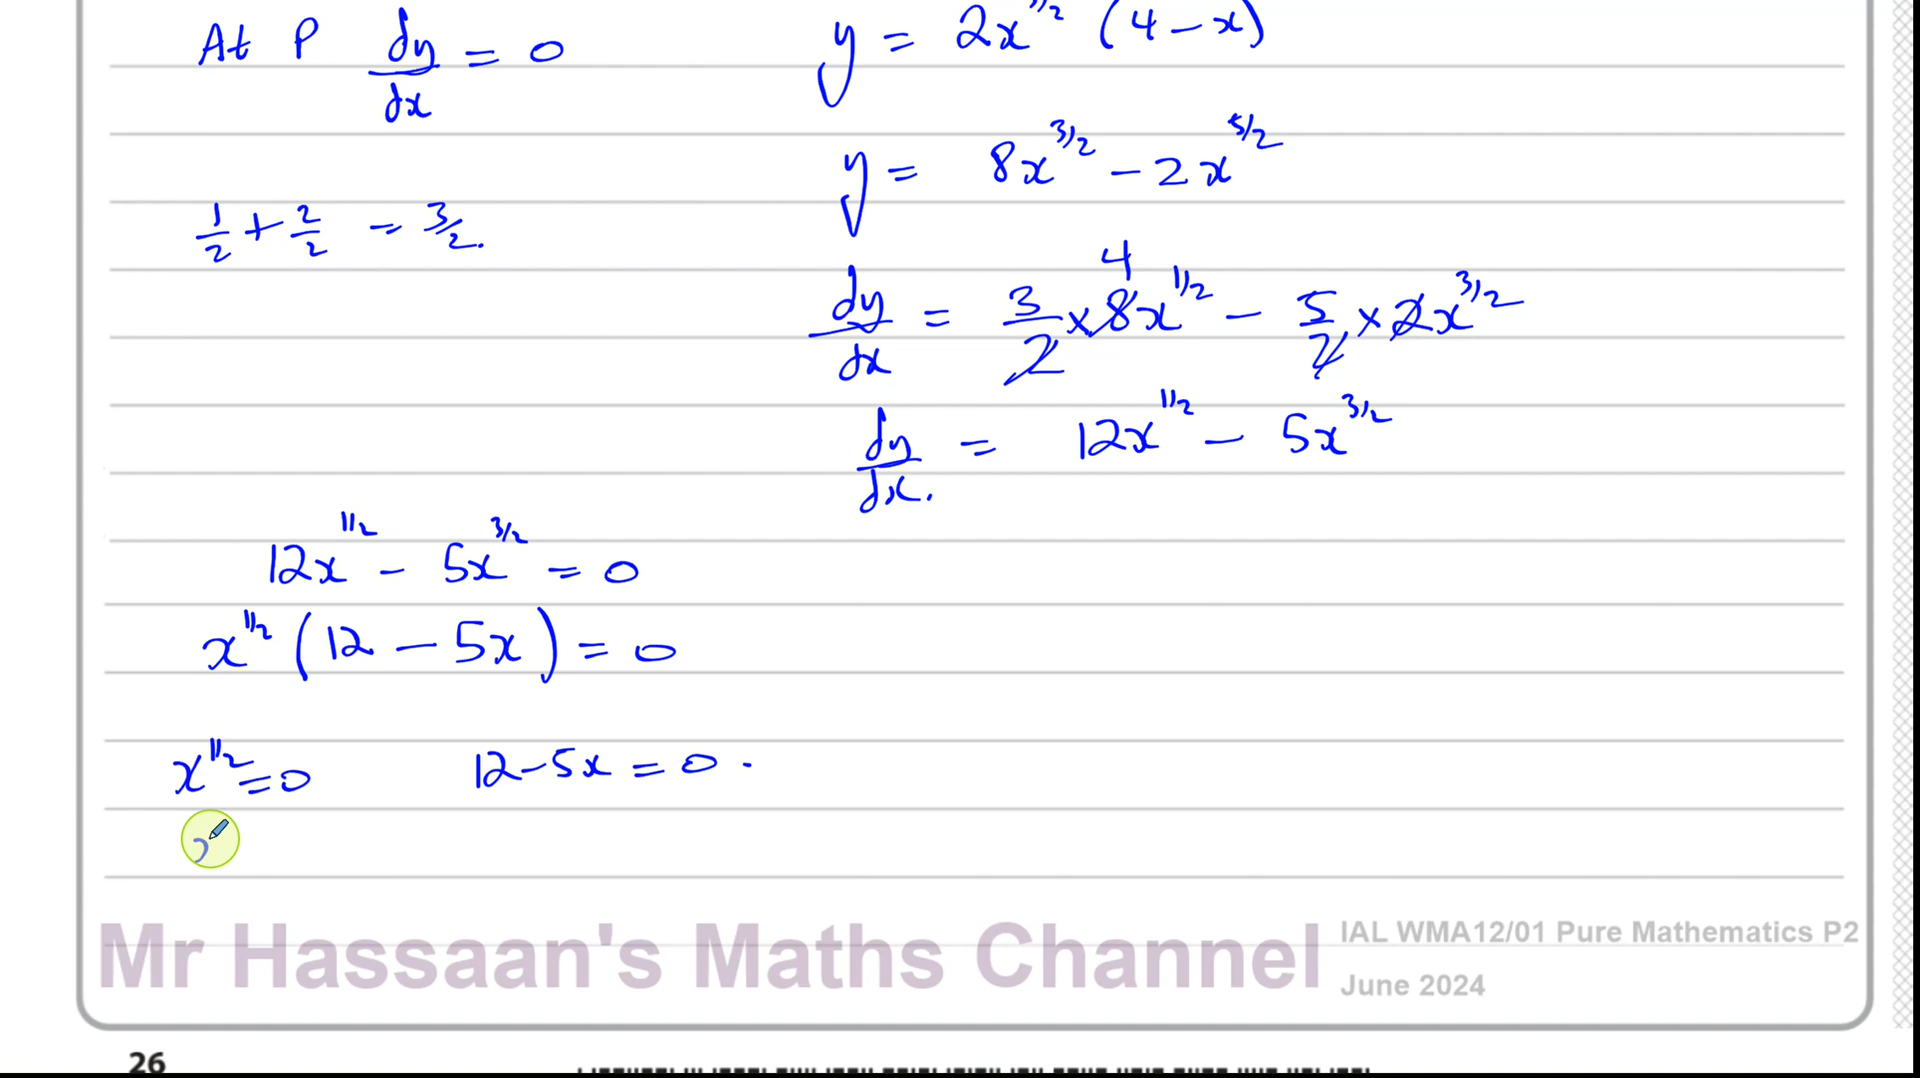 At P dy/dx = 0
y = 2x^1/2 (4 − x)
y = 8x^3/2 − 2x^5/2
1/2 + 2/2 = 3/2.
4
dy/dx = 3/2 × 8x^1/2 − 5/2 × 2x^3/2
dy/dx. = 12x^1/2 − 5x^3/2
12x^1/2 − 5x^3/2 = 0
x^1/2 (12 − 5x) = 0
x^1/2 = 0 12 − 5x = 0 .
Mr Hassaan's Maths Channel
IAL WMA12/01 Pure Mathematics P2
June 2024
26